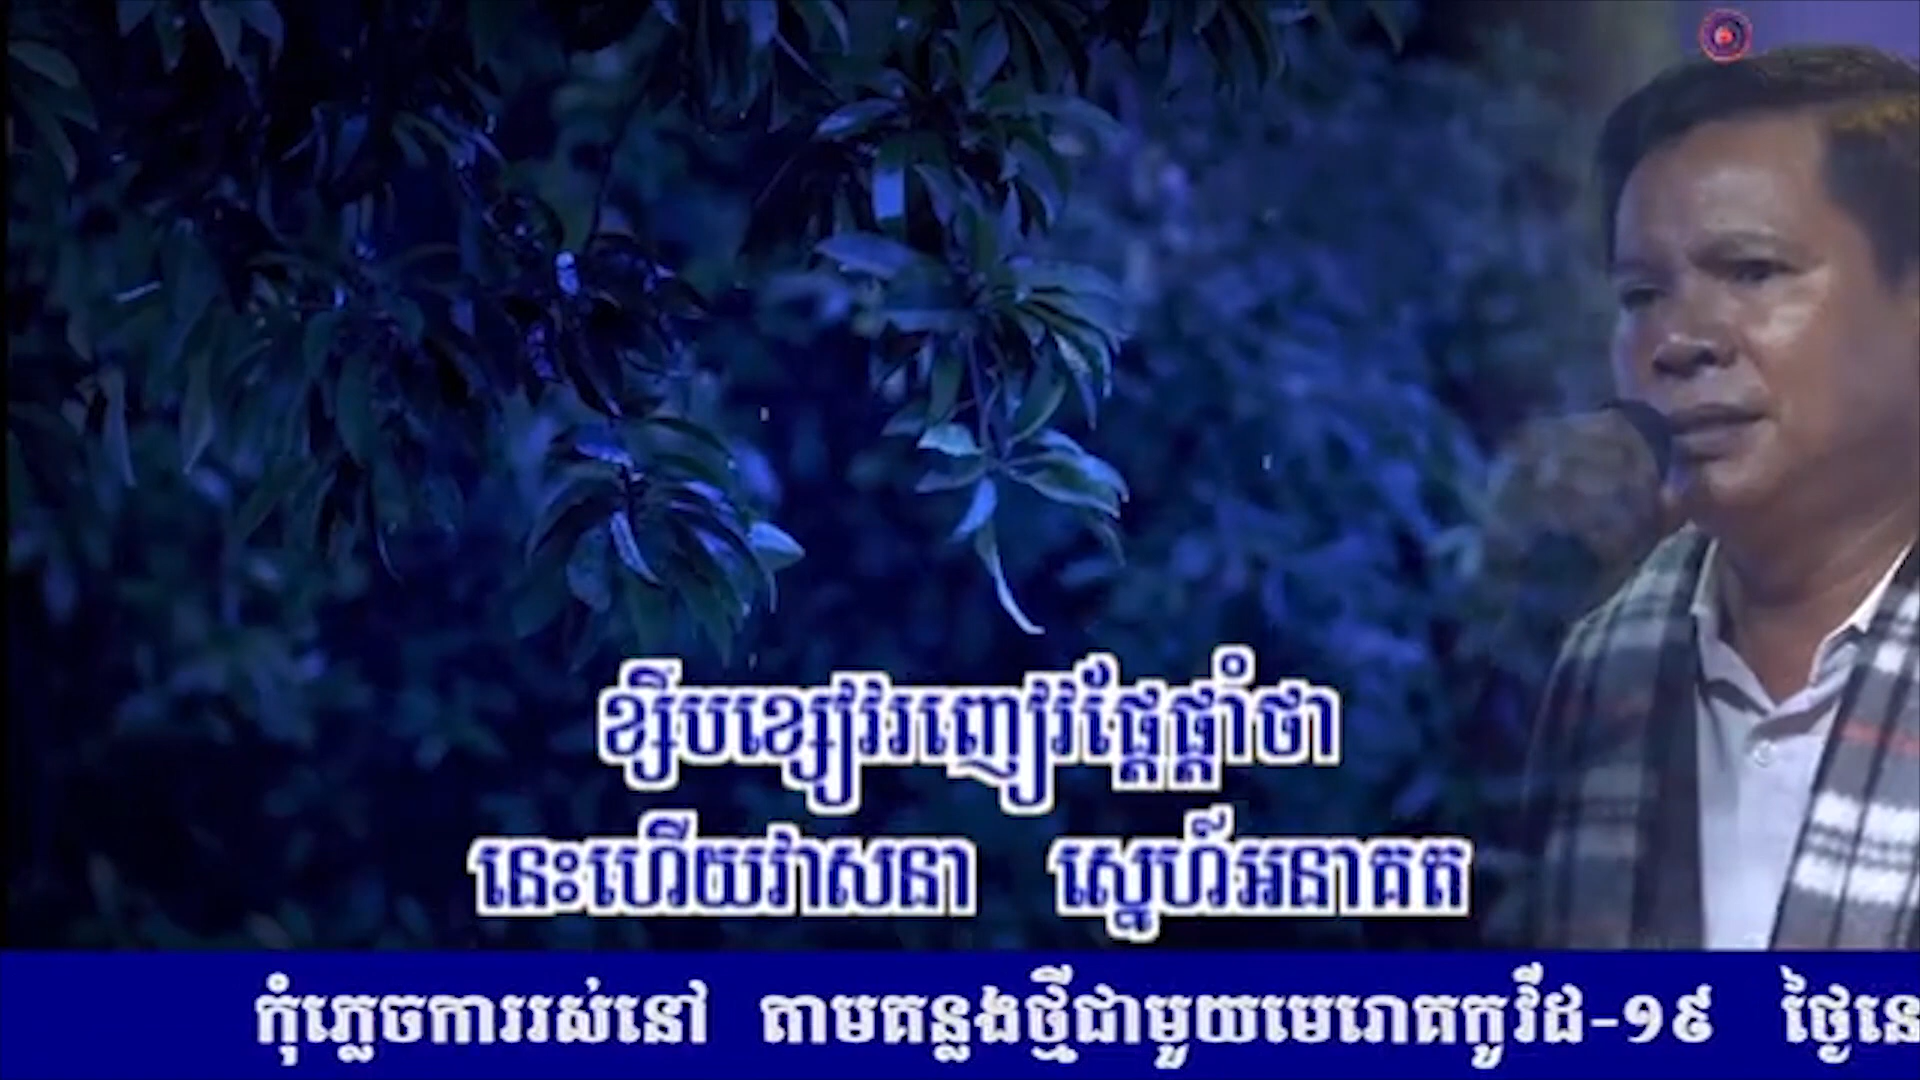 ខ្សឹបខ្សៀវរញៀវផ្ដែផ្ដាំថា
នេះហើយវាសនា ស្នេហ៍អនាគត
កុំភ្លេចការរស់នៅ តាមគន្លងថ្មីជាមួយមេរោគកូវីដ-១៩ ថ្ងៃនេ